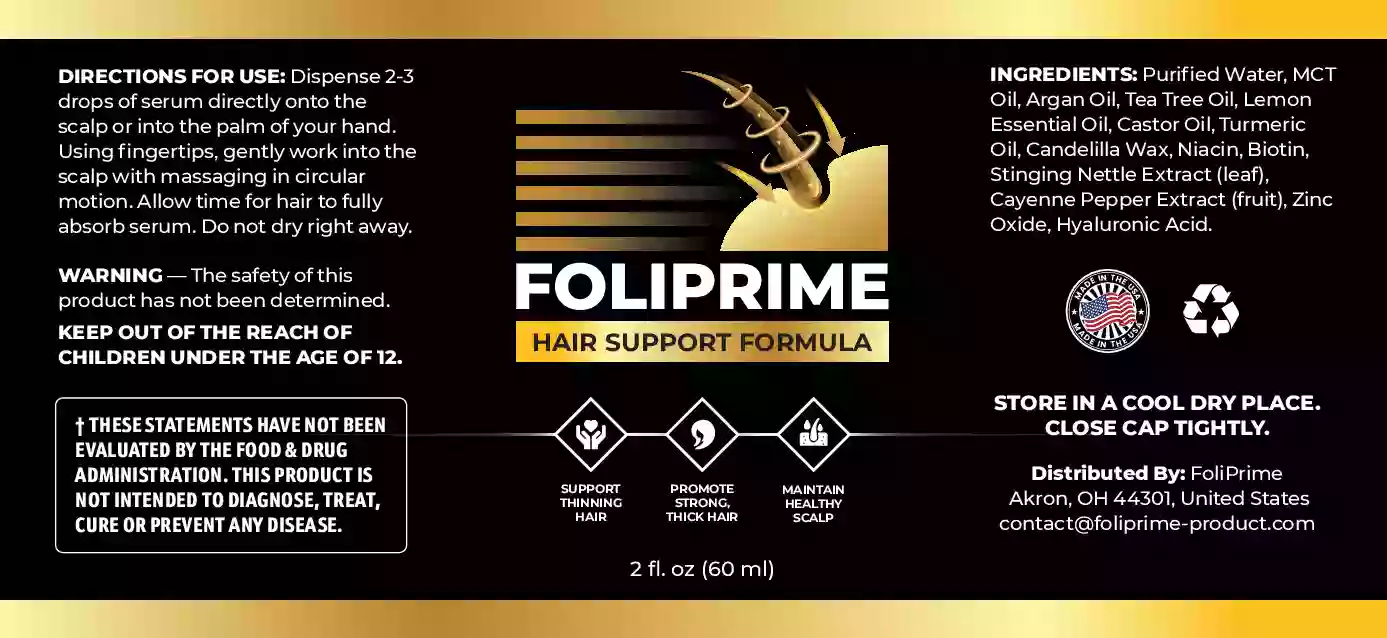 DIRECTIONS FOR USE: Dispense 2-3
drops of serum directly onto the
scalp or into the palm of your hand.
Using fingertips, gently work into the
scalp with massaging in circular
motion. Allow time for hair to fully
absorb serum. Do not dry right away.
WARNING — The safety of this
product has not been determined.
KEEP OUT OF THE REACH OF
CHILDREN UNDER THE AGE OF 12.
† THESE STATEMENTS HAVE NOT BEEN
EVALUATED BY THE FOOD & DRUG
ADMINISTRATION. THIS PRODUCT IS
NOT INTENDED TO DIAGNOSE, TREAT,
CURE OR PREVENT ANY DISEASE.
FOLIPRIME
HAIR SUPPORT FORMULA
SUPPORT
THINNING
HAIR
PROMOTE
STRONG,
THICK HAIR
MAINTAIN
HEALTHY
SCALP
2 fl. oz (60 ml)
INGREDIENTS: Purified Water, MCT
Oil, Argan Oil, Tea Tree Oil, Lemon
Essential Oil, Castor Oil, Turmeric
Oil, Candelilla Wax, Niacin, Biotin,
Stinging Nettle Extract (leaf),
Cayenne Pepper Extract (fruit), Zinc
Oxide, Hyaluronic Acid.
MADE IN THE USA
MADE IN THE USA
STORE IN A COOL DRY PLACE.
CLOSE CAP TIGHTLY.
Distributed By: FoliPrime
Akron, OH 44301, United States
contact@foliprime-product.com